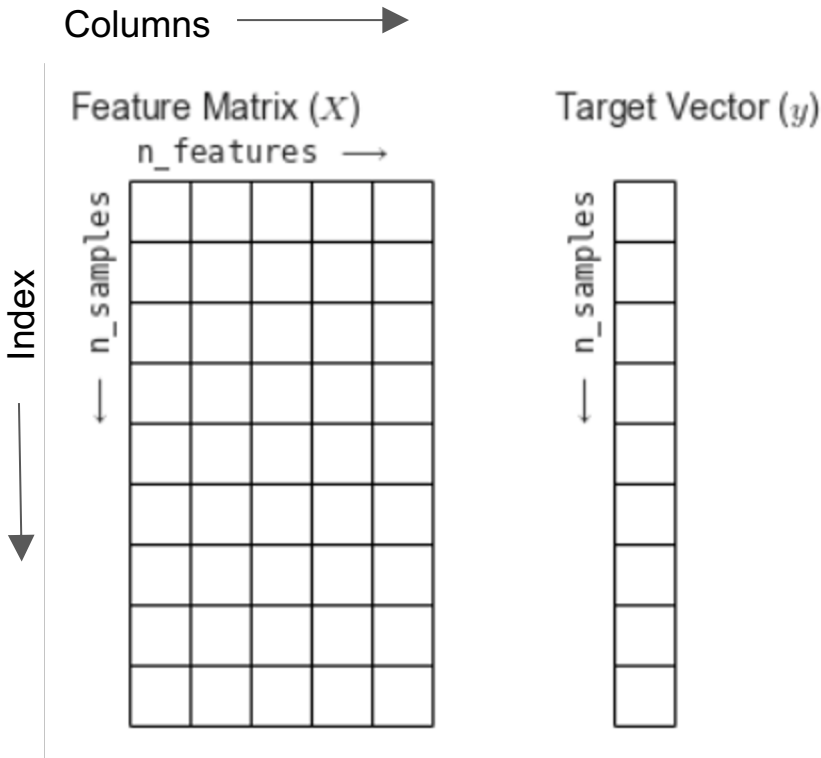 Columns
Feature Matrix (X)
Target Vector (y)
n_features
n_samples
n_samples
Index